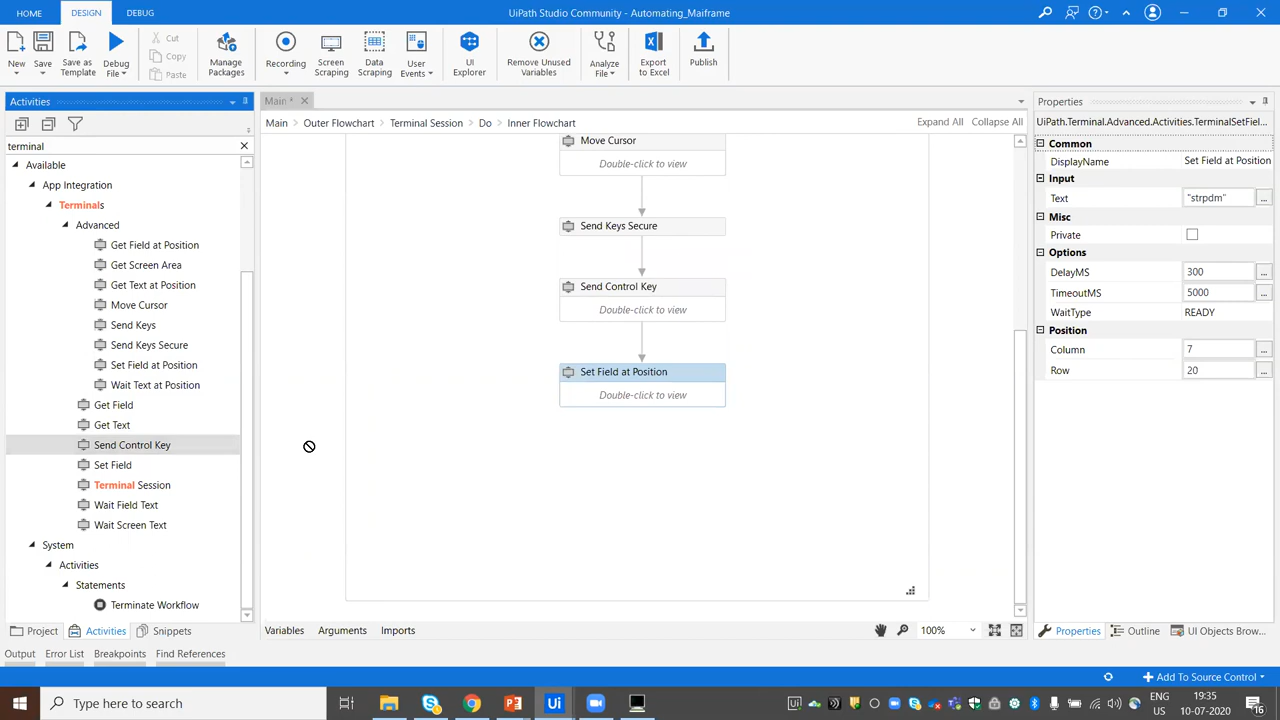 HOME
DESIGN
DEBUG
UiPath Studio Community - Automating_Maiframe
New
Save
Save as Template
Debug File
Cut
Copy
Paste
Manage Packages
Recording
Screen Scraping
Data Scraping
User Events
UI Explorer
Remove Unused Variables
Analyze File
Export to Excel
Publish
Activities
terminal
Available
App Integration
Terminals
Advanced
Get Field at Position
Get Screen Area
Get Text at Position
Move Cursor
Send Keys
Send Keys Secure
Set Field at Position
Wait Text at Position
Get Field
Get Text
Send Control Key
Set Field
Terminal Session
Wait Field Text
Wait Screen Text
System
Activities
Statements
Terminate Workflow
Project
Activities
Snippets
Main *
Main > Outer Flowchart > Terminal Session > Do > Inner Flowchart
Expand All
Collapse All
Move Cursor
Double-click to view
Send Keys Secure
Send Control Key
Double-click to view
Set Field at Position
Double-click to view
Variables
Arguments
Imports
100%
Properties
UiPath.Terminal.Advanced.Activities.TerminalSetFiel...
Common
DisplayName Set Field at Position
Input
Text "strpdm" ...
Misc
Private
Options
DelayMS 300 ...
TimeoutMS 5000 ...
WaitType READY
Position
Column 7 ...
Row 20 ...
Properties
Outline
UI Objects Brow...
Output
Error List
Breakpoints
Find References
Add To Source Control
Type here to search
ENG
IN
19:35
10-07-2020
16